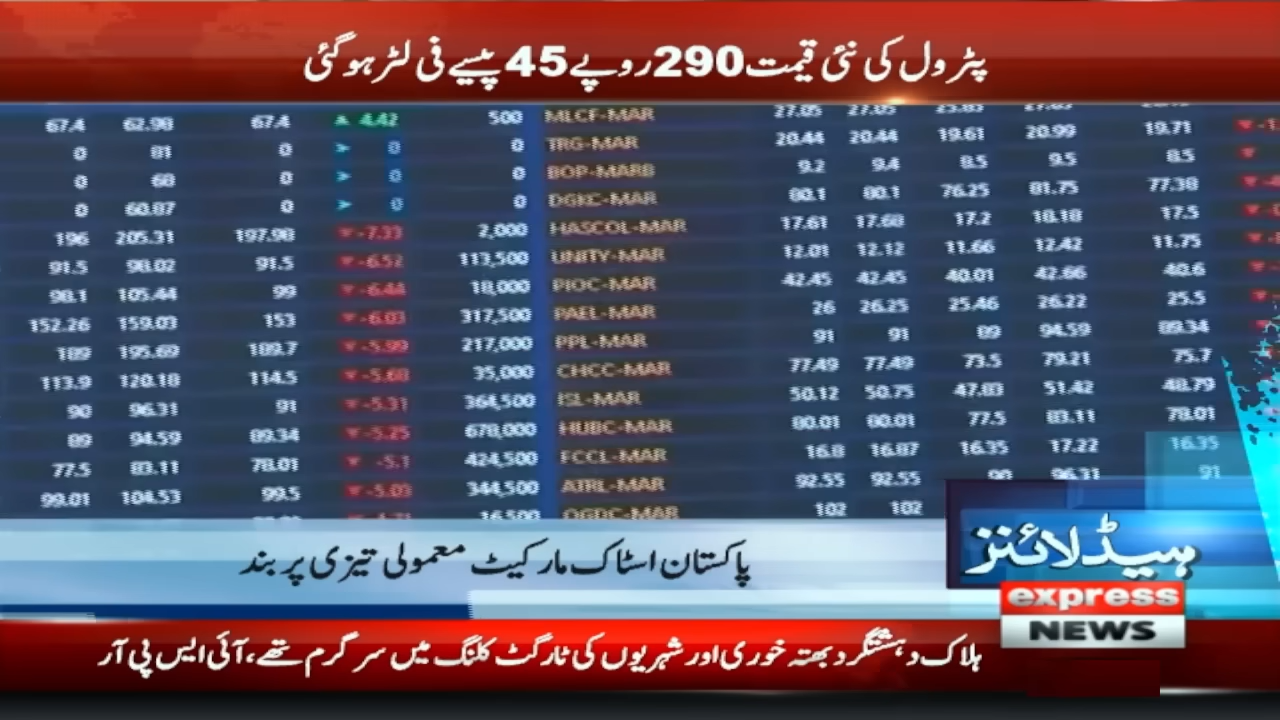 پٹرول کی نئی قیمت 290 روپے 45 پیسے فی لٹر ہو گئی
67.4 62.98 67.4 ▲ 4.42 500 MLCF-MAR 27.05 27.05
0 81 0 > 0 0 TRG-MAR 20.44 20.44 19.61 20.99 19.71
0 68 0 > 0 0 BOP-MARB 9.2 9.4 8.5 9.5 8.5
0 60.87 0 > 0 0 DGKC-MAR 80.1 80.1 76.25 81.75 77.38
196 205.31 197.98 ▼ -7.33 2,000 HASCOL-MAR 17.61 17.68 17.2 18.18 17.5
91.5 98.02 91.5 ▼ -6.52 113,500 UNITY-MAR 12.01 12.12 11.66 12.42 11.75
98.1 105.44 99 ▼ -6.44 18,000 PIOC-MAR 42.45 42.45 40.01 42.66 40.6
152.26 159.03 153 ▼ -6.03 317,500 PAEL-MAR 26 26.25 25.46 26.22 25.5
189 195.69 189.7 ▼ -5.99 217,000 PPL-MAR 91 91 89 94.59 89.34
113.9 120.18 114.5 ▼ -5.68 35,000 CHCC-MAR 77.49 77.49 73.5 79.21 75.7
90 96.31 91 ▼ -5.31 364,500 ISL-MAR 50.12 50.75 47.83 51.42 48.79
89 94.59 89.34 ▼ -5.25 678,000 HUBC-MAR 80.01 80.01 77.5 83.11 78.01
77.5 83.11 78.01 ▼ -5.1 424,500 FCCL-MAR 16.8 16.87 16.35 17.22 16.35
99.01 104.53 99.5 ▼ -5.03 344,500 ATRL-MAR 92.55 92.55 90 96.31 91
16,500 OGDC-MAR 102 102
ہیڈلائنز
پاکستان اسٹاک مارکیٹ معمولی تیزی پر بند
express
NEWS
ہلاک دہشتگرد بھتہ خوری اور شہریوں کی ٹارگٹ کلنگ میں سرگرم تھے، آئی ایس پی آر